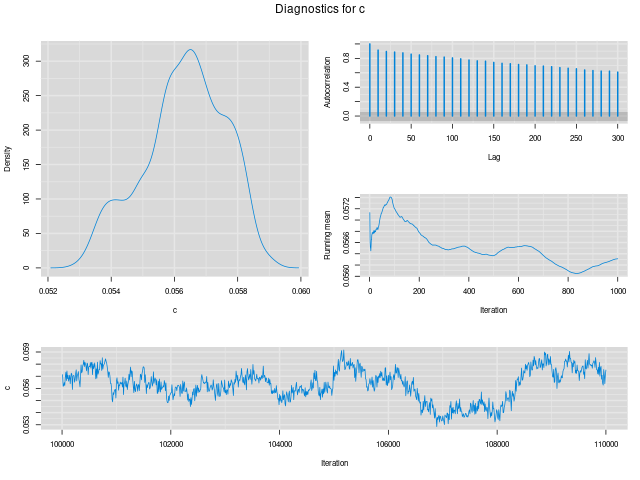 Diagnostics for c
Density
0 50 100 150 200 250 300
0.052 0.054 0.056 0.058 0.060
c
Autocorrelation
0.0 0.4 0.8
0 50 100 150 200 250 300
Lag
Running mean
0.0560 0.0566 0.0572
0 200 400 600 800 1000
Iteration
c
0.053 0.056 0.059
100000 102000 104000 106000 108000 110000
Iteration